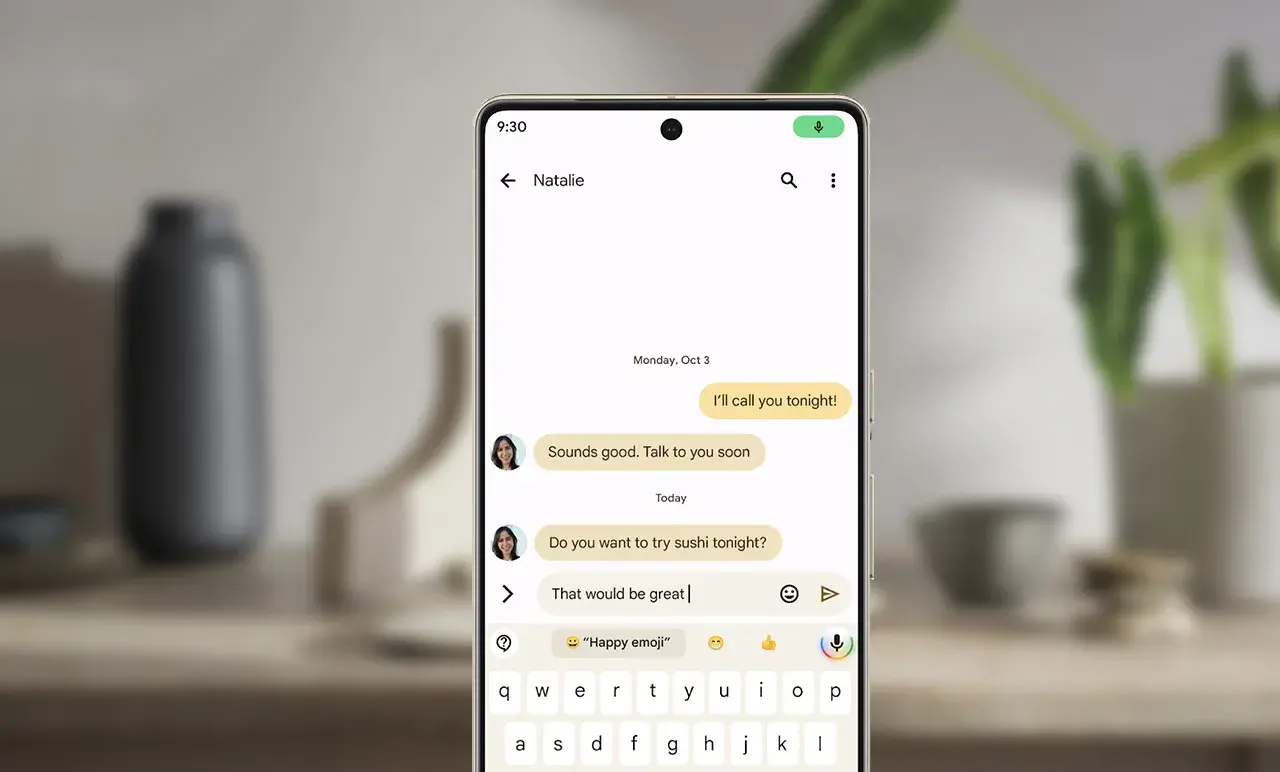 9:30
Natalie
Monday, Oct 3
I’ll call you tonight!
Sounds good. Talk to you soon
Today
Do you want to try sushi tonight?
That would be great
“Happy emoji”
q w e r t y u i o p
a s d f g h j k l